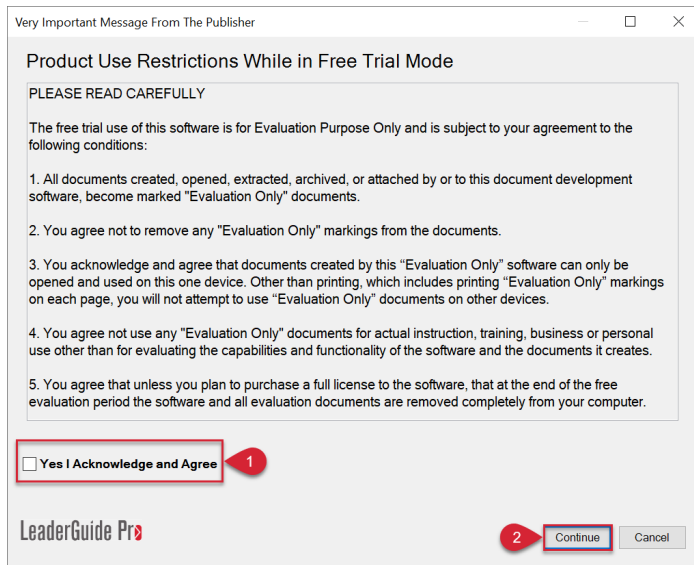 Very Important Message From The Publisher
Product Use Restrictions While in Free Trial Mode
PLEASE READ CAREFULLY
The free trial use of this software is for Evaluation Purpose Only and is subject to your agreement to the
following conditions:
1. All documents created, opened, extracted, archived, or attached by or to this document development
software, become marked "Evaluation Only" documents.
2. You agree not to remove any "Evaluation Only" markings from the documents.
3. You acknowledge and agree that documents created by this “Evaluation Only” software can only be
opened and used on this one device. Other than printing, which includes printing “Evaluation Only” markings
on each page, you will not attempt to use “Evaluation Only” documents on other devices.
4. You agree not use any "Evaluation Only" documents for actual instruction, training, business or personal
use other than for evaluating the capabilities and functionality of the software and the documents it creates.
5. You agree that unless you plan to purchase a full license to the software, that at the end of the free
evaluation period the software and all evaluation documents are removed completely from your computer.
Yes I Acknowledge and Agree
1
LeaderGuide Pro
2
Continue
Cancel